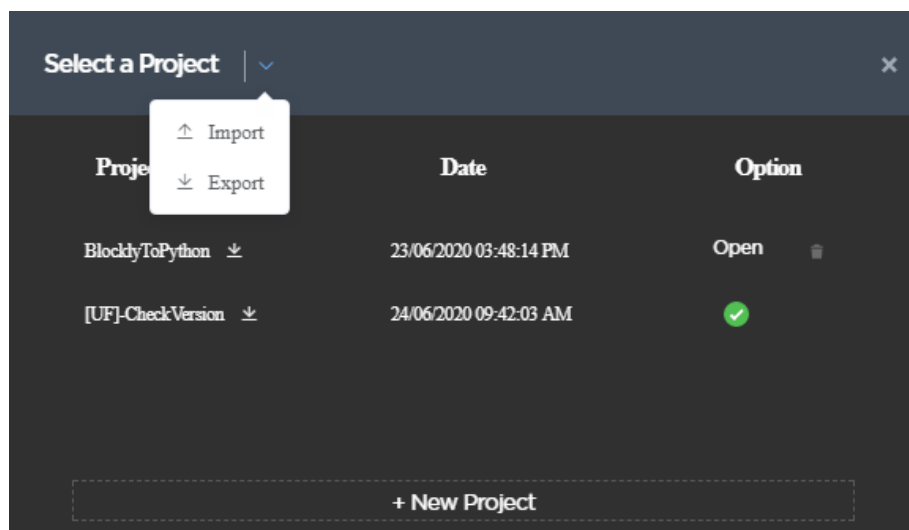 Select a Project
Import
Export
Date Option
BlocklyToPython 23/06/2020 03:48:14 PM Open
[UF]-CheckVersion 24/06/2020 09:42:03 AM
+ New Project